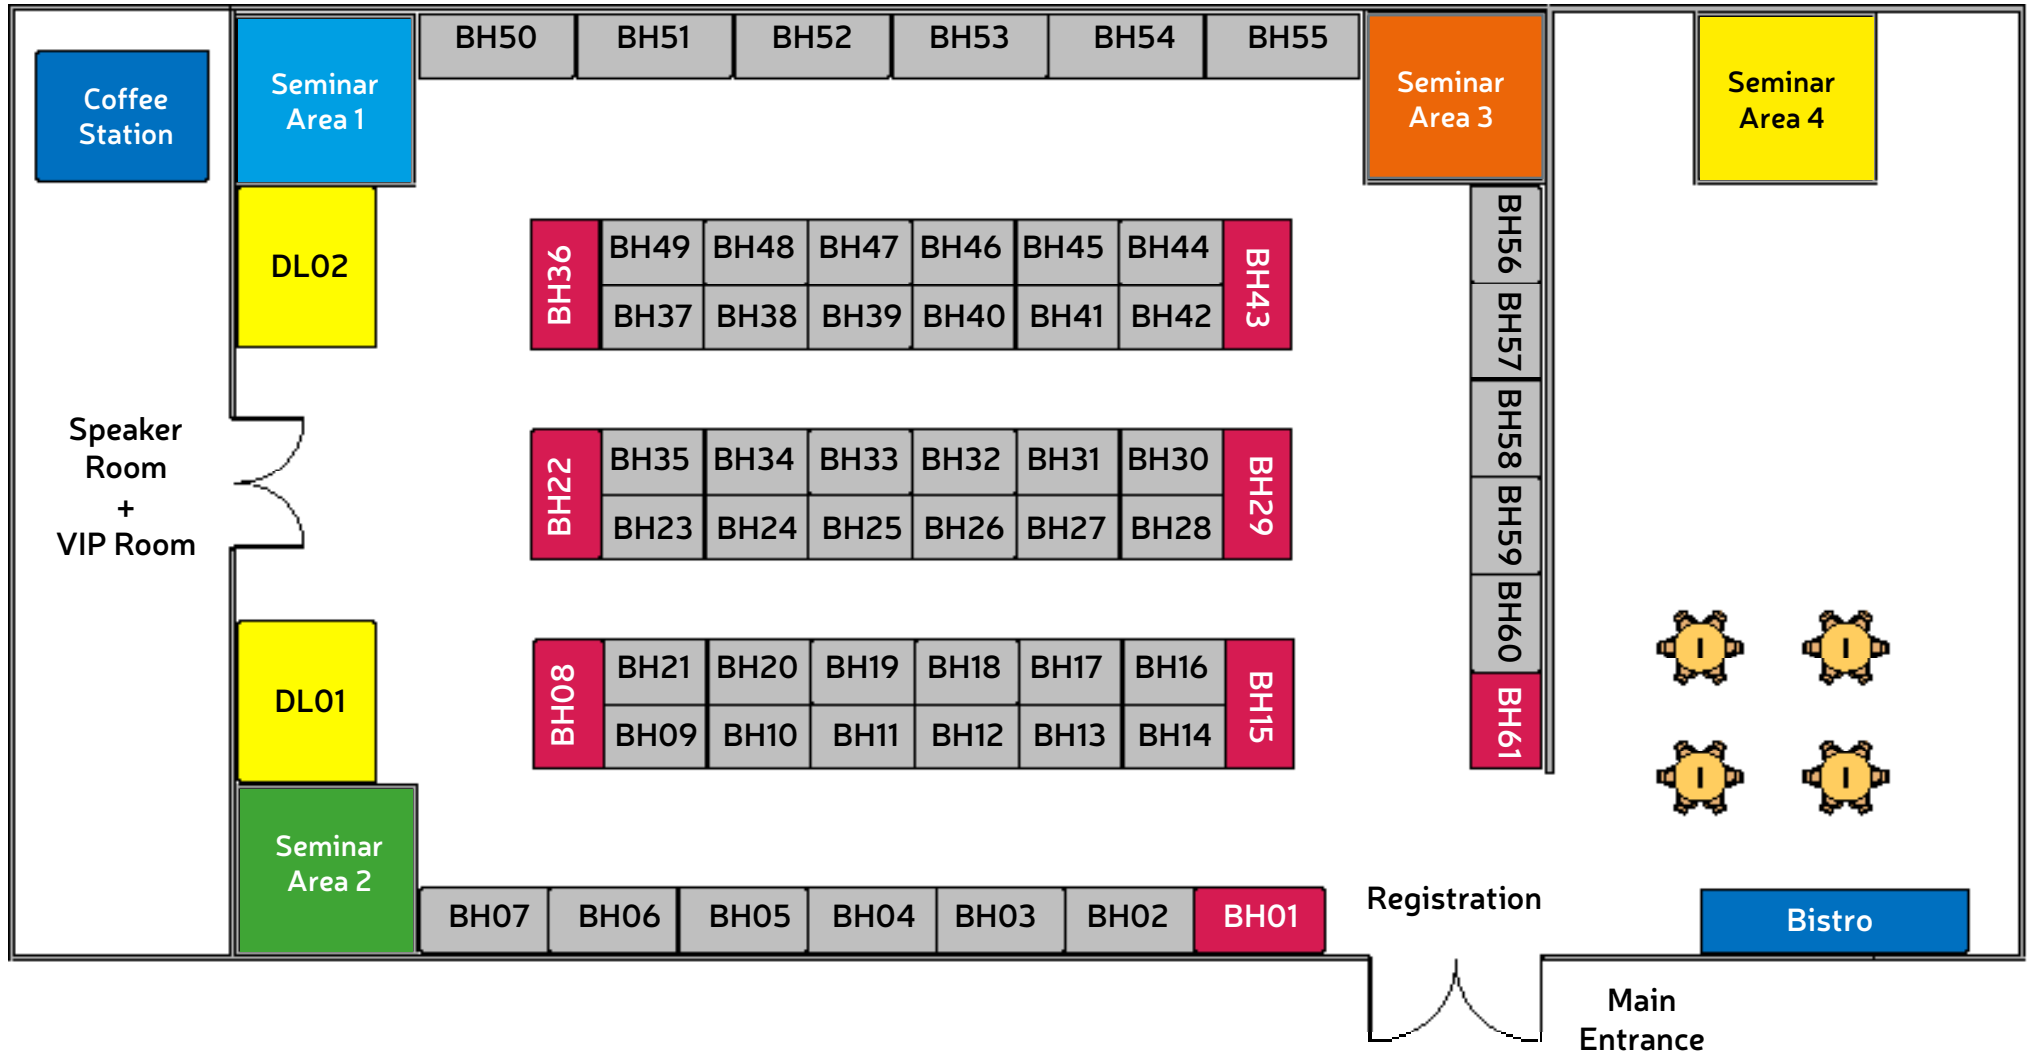 BH50 BH51 BH52 BH53 BH54 BH55
Coffee
Station
Seminar
Area 1
Seminar
Area 3
Seminar
Area 4
DL02
BH36
BH49 BH48 BH47 BH46 BH45 BH44
BH37 BH38 BH39 BH40 BH41 BH42
BH43
BH56
BH57
BH58
BH59
BH60
BH61
Speaker
Room
+
VIP Room
BH22
BH35 BH34 BH33 BH32 BH31 BH30
BH23 BH24 BH25 BH26 BH27 BH28
BH29
DL01
BH08
BH21 BH20 BH19 BH18 BH17 BH16
BH09 BH10 BH11 BH12 BH13 BH14
BH15
Seminar
Area 2
BH07 BH06 BH05 BH04 BH03 BH02 BH01
Registration
Bistro
Main
Entrance